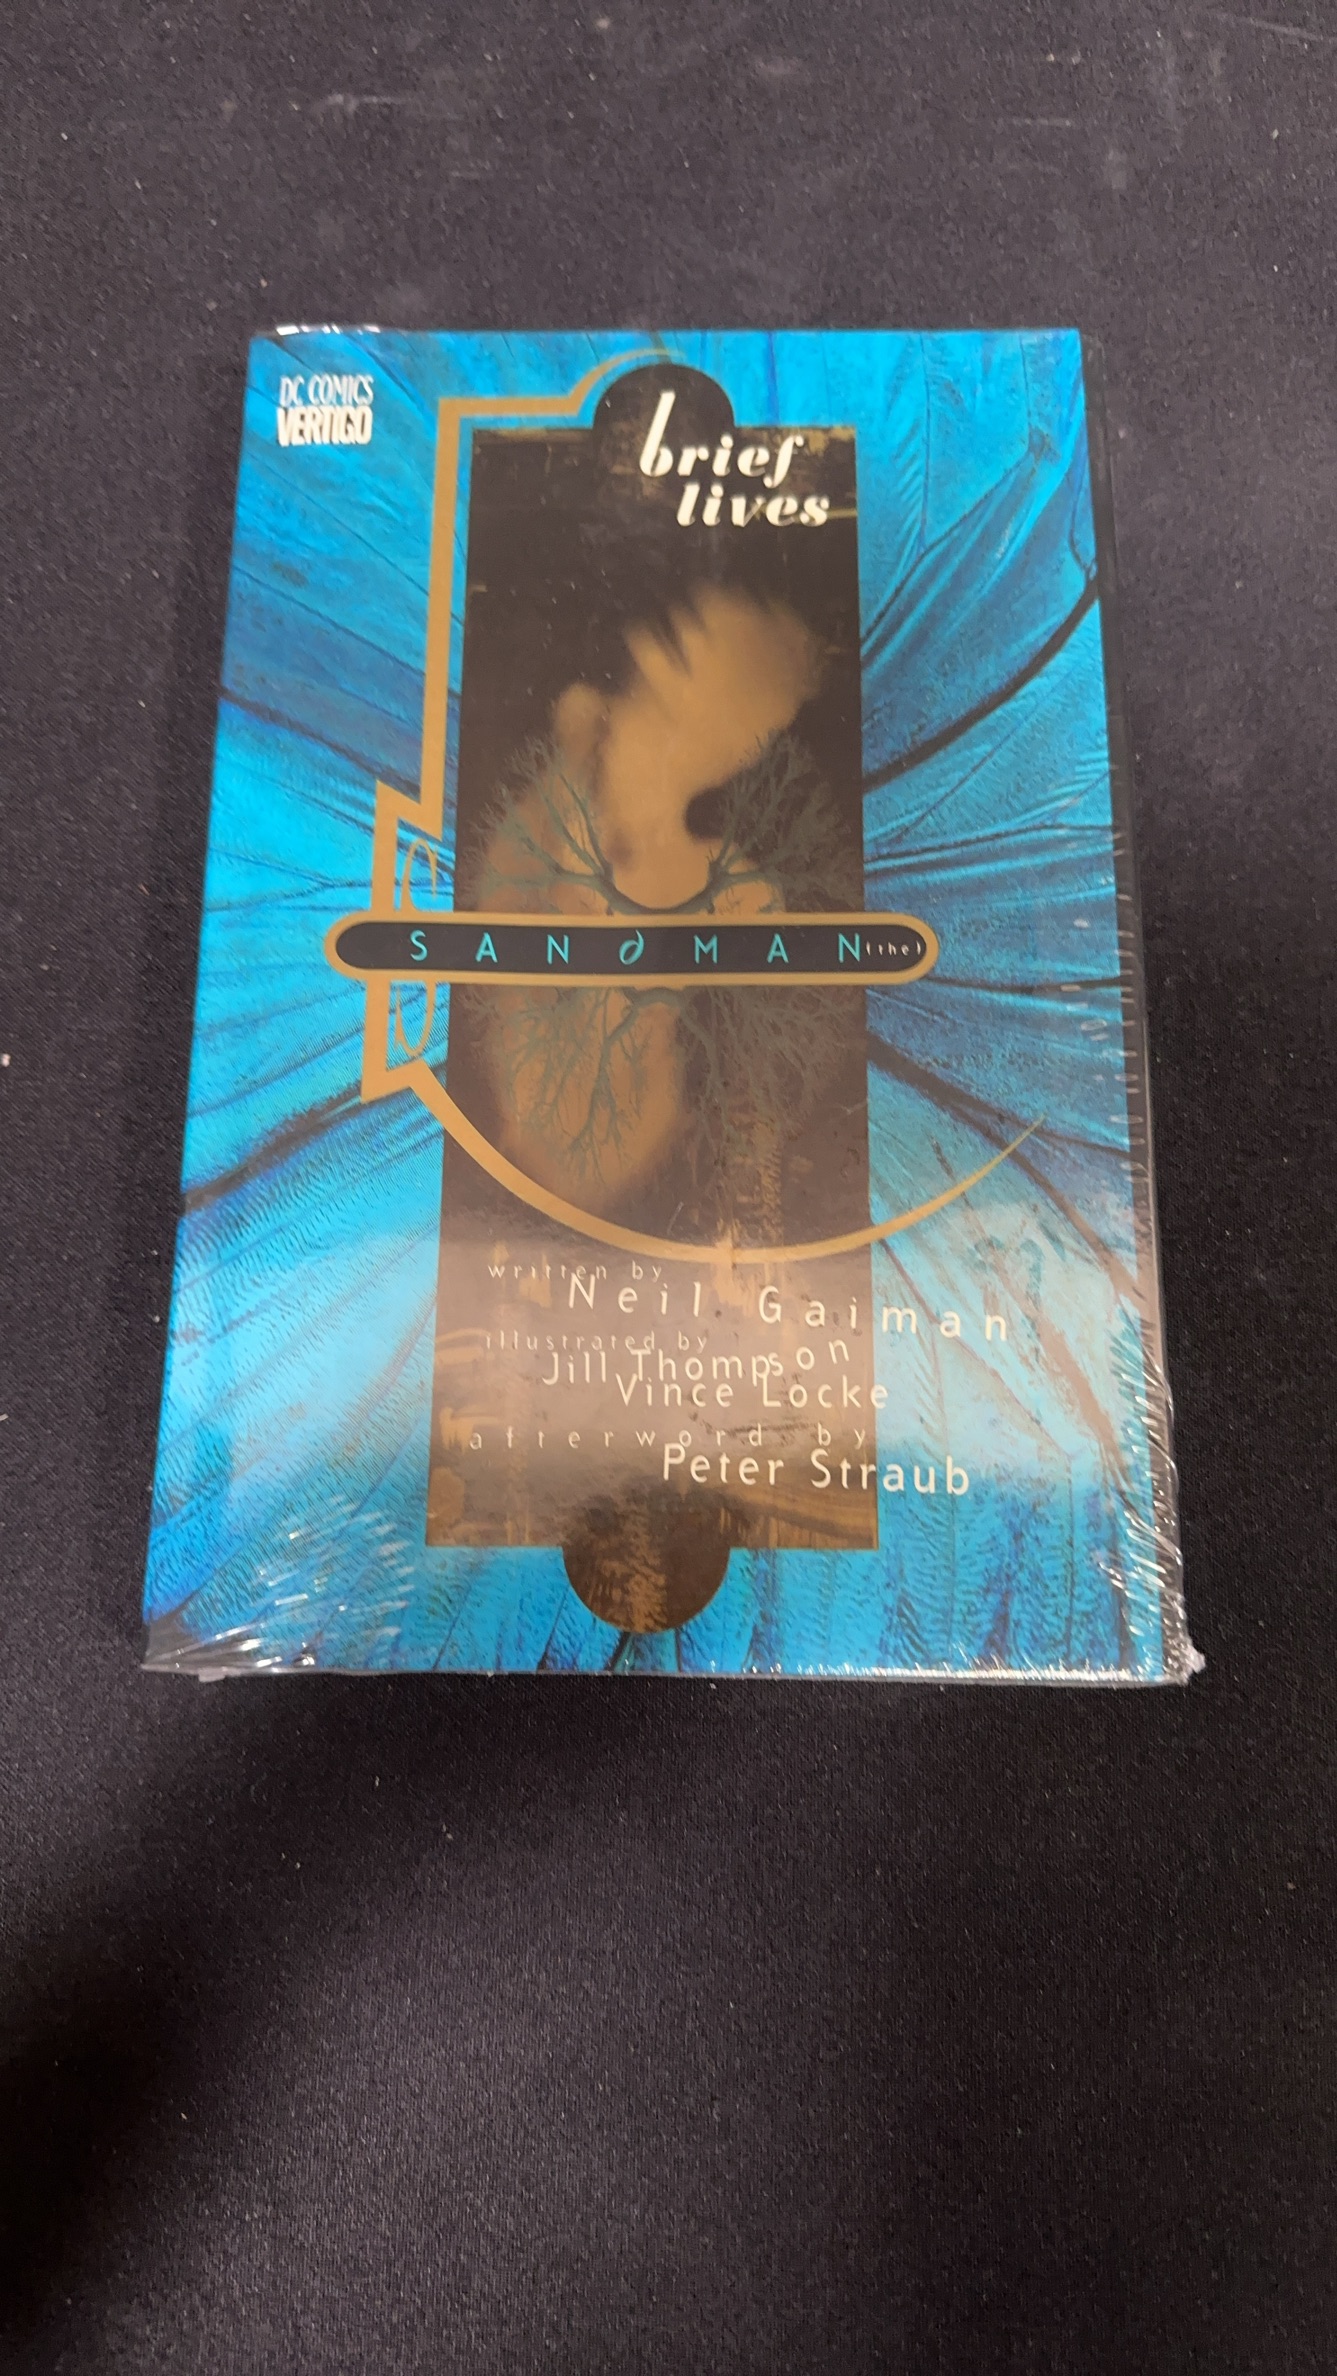 DC COMICS
VERTIGO
brief
lives
SANdMAN (the)
written by
Neil Gaiman
illustrated by
Jill Thompson
Vince Locke
afterword by
Peter Straub